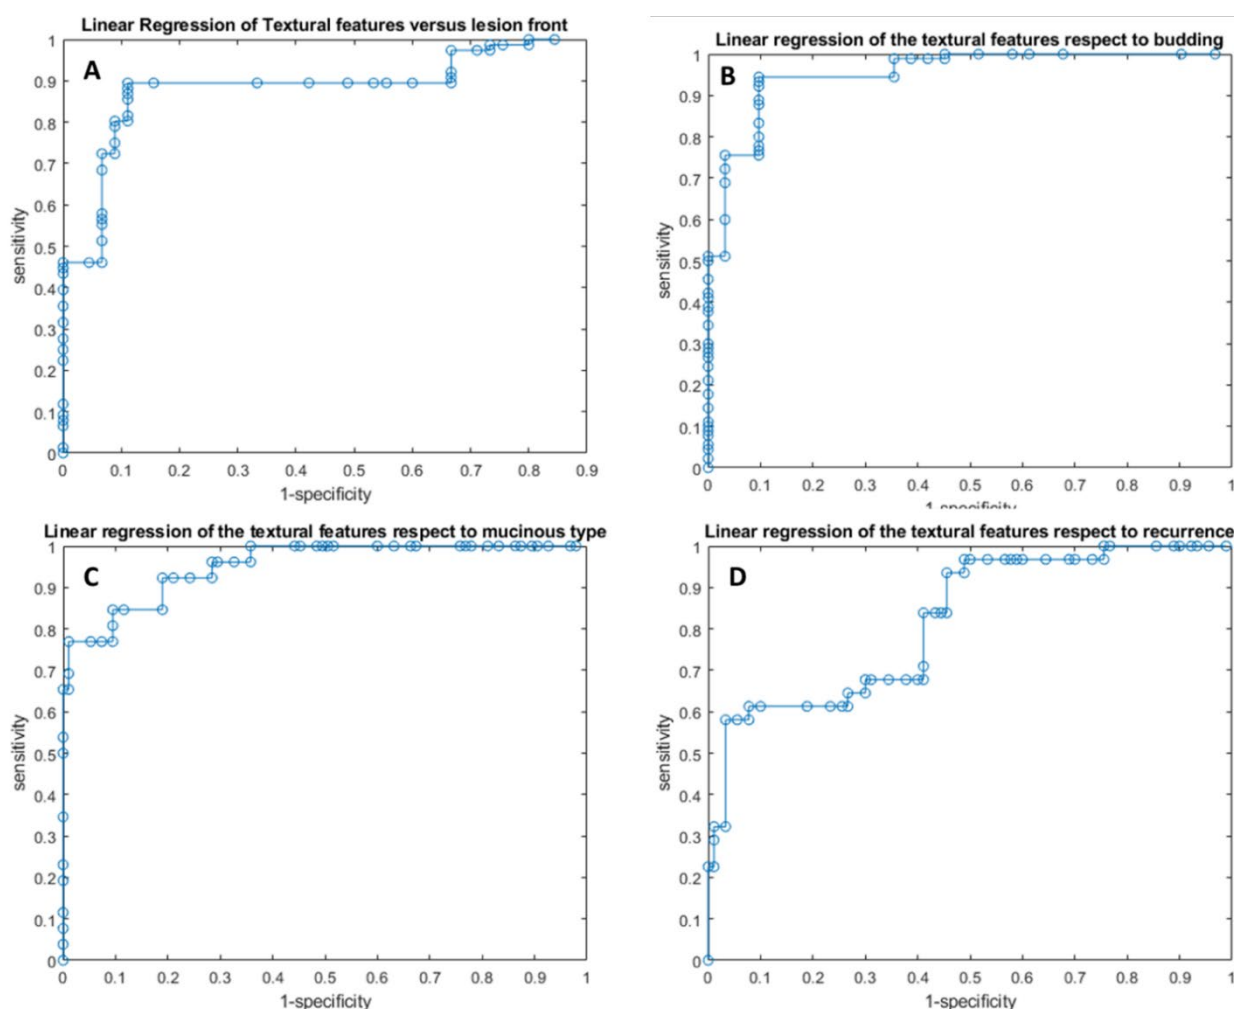 Linear Regression of Textural features versus lesion front
A
1
0.9
0.8
0.7
0.6
0.5
0.4
0.3
0.2
0.1
0
sensitivity
0 0.1 0.2 0.3 0.4 0.5 0.6 0.7 0.8 0.9
1-specificity
Linear regression of the textural features respect to budding
B
1
0.9
0.8
0.7
0.6
0.5
0.4
0.3
0.2
0.1
0
sensitivity
0 0.1 0.2 0.3 0.4 0.5 0.6 0.7 0.8 0.9 1
1-specificity
Linear regression of the textural features respect to mucinous type
C
1
0.9
0.8
0.7
0.6
0.5
0.4
0.3
0.2
0.1
0
sensitivity
0 0.1 0.2 0.3 0.4 0.5 0.6 0.7 0.8 0.9 1
1-specificity
Linear regression of the textural features respect to recurrence
D
1
0.9
0.8
0.7
0.6
0.5
0.4
0.3
0.2
0.1
0
sensitivity
0 0.1 0.2 0.3 0.4 0.5 0.6 0.7 0.8 0.9 1
1-specificity